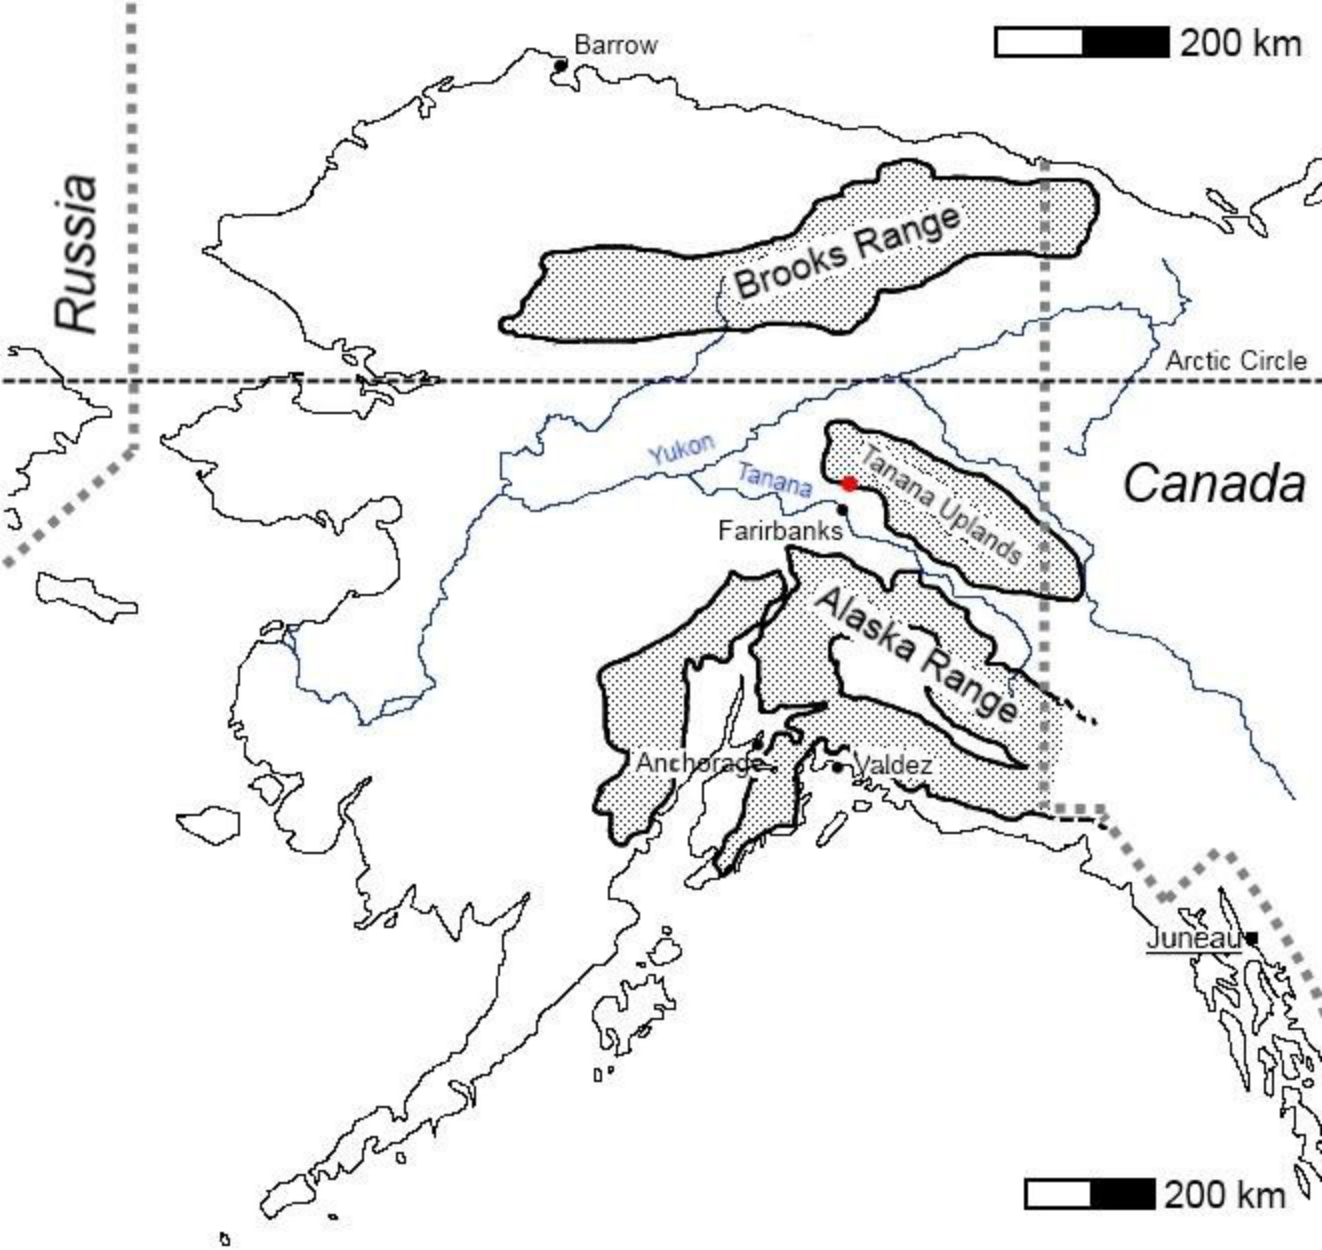 Barrow
200 km
Russia
Brooks Range
Arctic Circle
Yukon
Tanana
Tanana Uplands
Canada
Farirbanks
Alaska Range
Anchorage
Valdez
Juneau
200 km